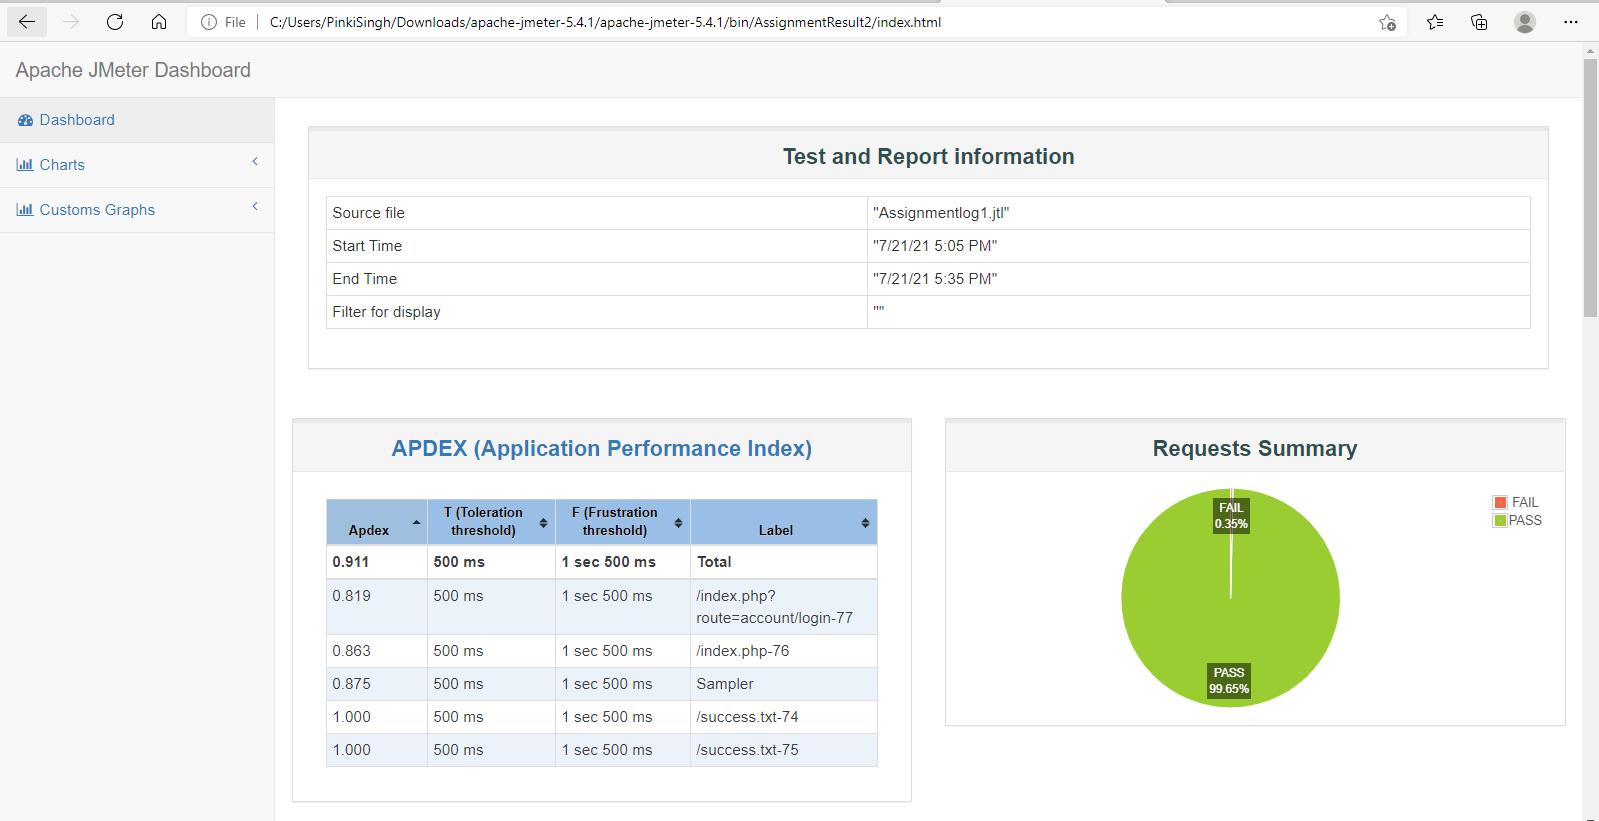 File
C:/Users/PinkiSingh/Downloads/apache-jmeter-5.4.1/apache-jmeter-5.4.1/bin/AssignmentResult2/index.html
Apache JMeter Dashboard
Dashboard
Charts
Customs Graphs
Test and Report information
Source file "Assignmentlog1.jtl"
Start Time "7/21/21 5:05 PM"
End Time "7/21/21 5:35 PM"
Filter for display ""
APDEX (Application Performance Index)
Apdex T (Toleration threshold) F (Frustration threshold) Label
0.911 500 ms 1 sec 500 ms Total
0.819 500 ms 1 sec 500 ms /index.php?
route=account/login-77
0.863 500 ms 1 sec 500 ms /index.php-76
0.875 500 ms 1 sec 500 ms Sampler
1.000 500 ms 1 sec 500 ms /success.txt-74
1.000 500 ms 1 sec 500 ms /success.txt-75
Requests Summary
FAIL
0.35%
PASS
99.65%
FAIL
PASS